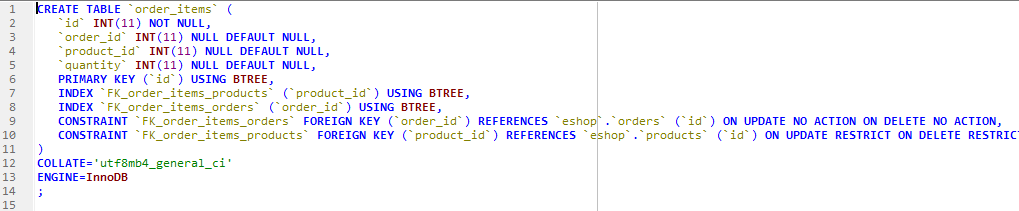 1 CREATE TABLE `order_items` (
2 `id` INT(11) NOT NULL,
3 `order_id` INT(11) NULL DEFAULT NULL,
4 `product_id` INT(11) NULL DEFAULT NULL,
5 `quantity` INT(11) NULL DEFAULT NULL,
6 PRIMARY KEY (`id`) USING BTREE,
7 INDEX `FK_order_items_products` (`product_id`) USING BTREE,
8 INDEX `FK_order_items_orders` (`order_id`) USING BTREE,
9 CONSTRAINT `FK_order_items_orders` FOREIGN KEY (`order_id`) REFERENCES `eshop`.`orders` (`id`) ON UPDATE NO ACTION ON DELETE NO ACTION,
10 CONSTRAINT `FK_order_items_products` FOREIGN KEY (`product_id`) REFERENCES `eshop`.`products` (`id`) ON UPDATE RESTRICT ON DELETE RESTRICT
11 )
12 COLLATE='utf8mb4_general_ci'
13 ENGINE=InnoDB
14 ;
15